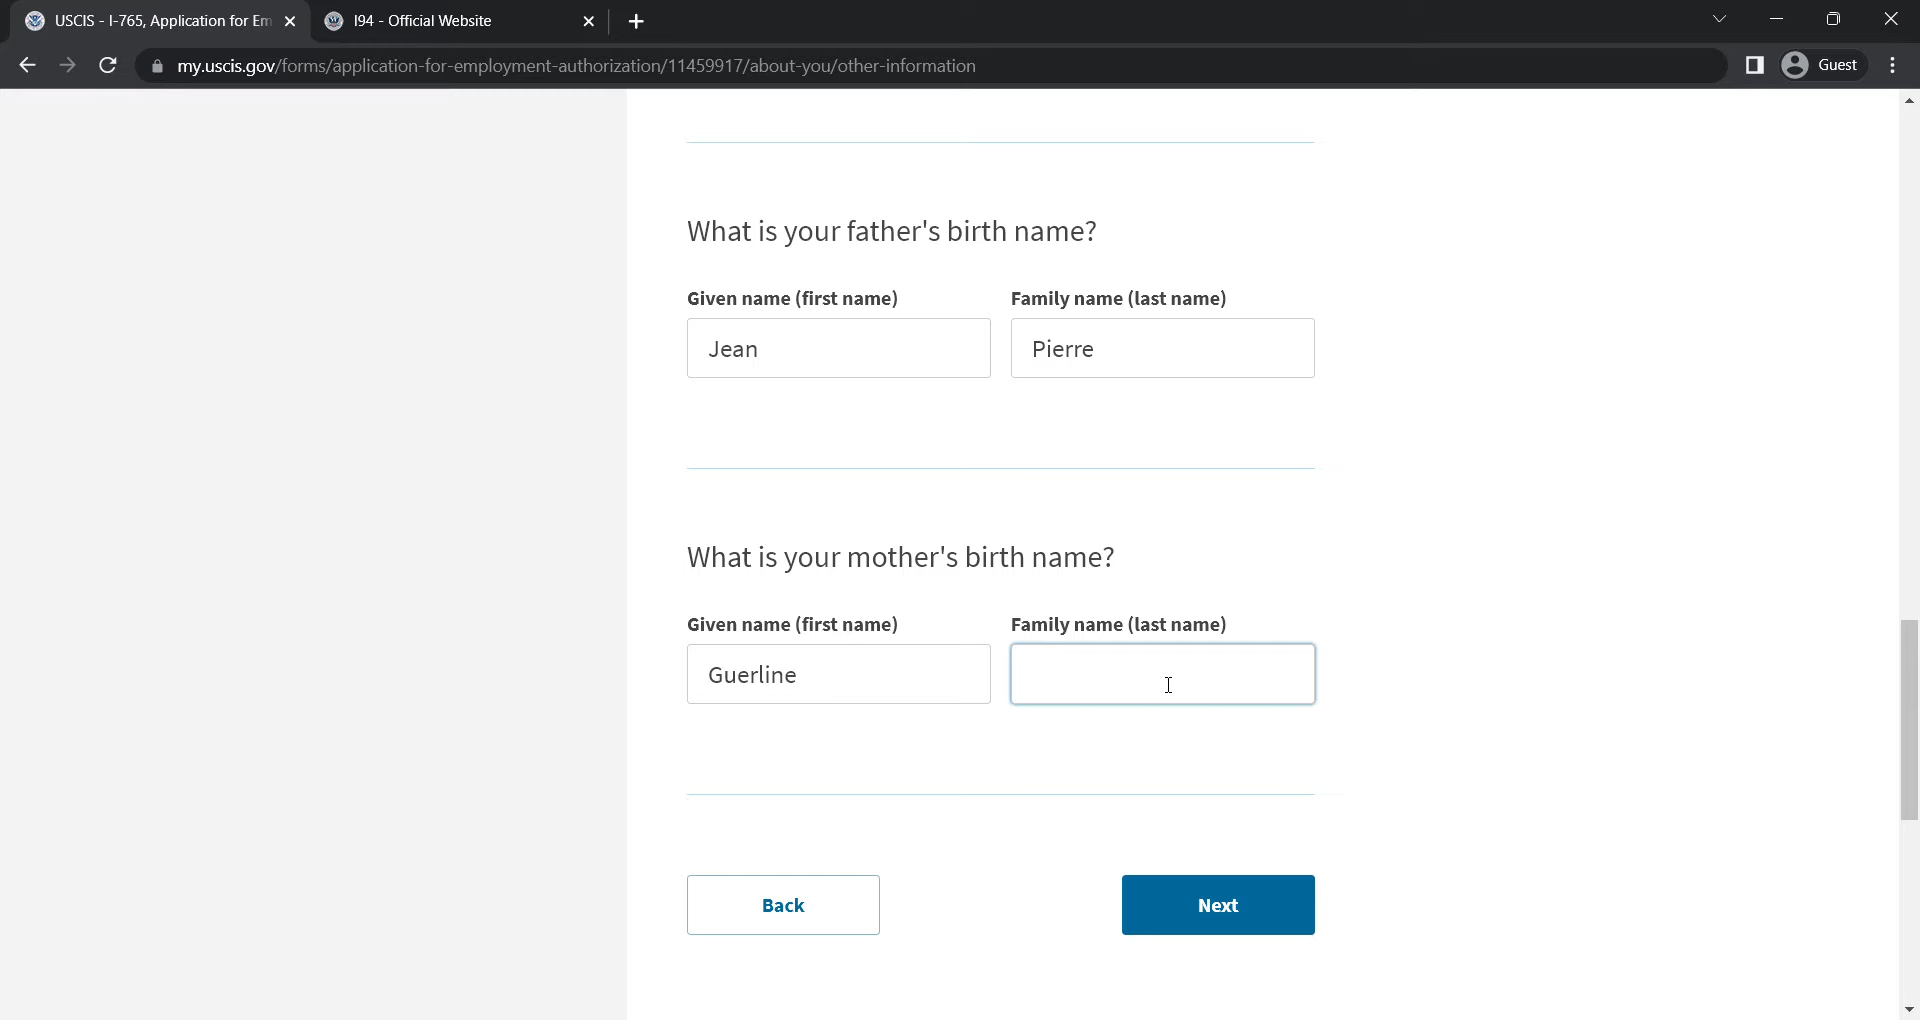 USCIS - I-765, Application for Em
I94 - Official Website
my.uscis.gov/forms/application-for-employment-authorization/11459917/about-you/other-information
Guest
What is your father's birth name?
Given name (first name) Family name (last name)
Jean Pierre
What is your mother's birth name?
Given name (first name) Family name (last name)
Guerline
Back Next